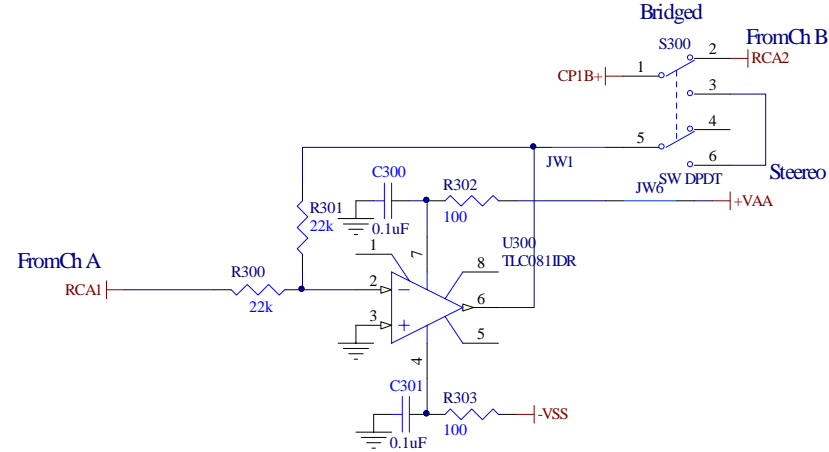 Bridged
S300
FromCh B
2
RCA2
1
CP1B+
3
4
5
6
JW1
SW DPDT
Steereo
C300
R302
JW6
+VAA
R301
22k
0.1uF
100
1
7
U300
TLC081IDR
8
FromCh A
R300
RCA1
22k
2
6
3
5
4
C301
R303
-VSS
0.1uF
100